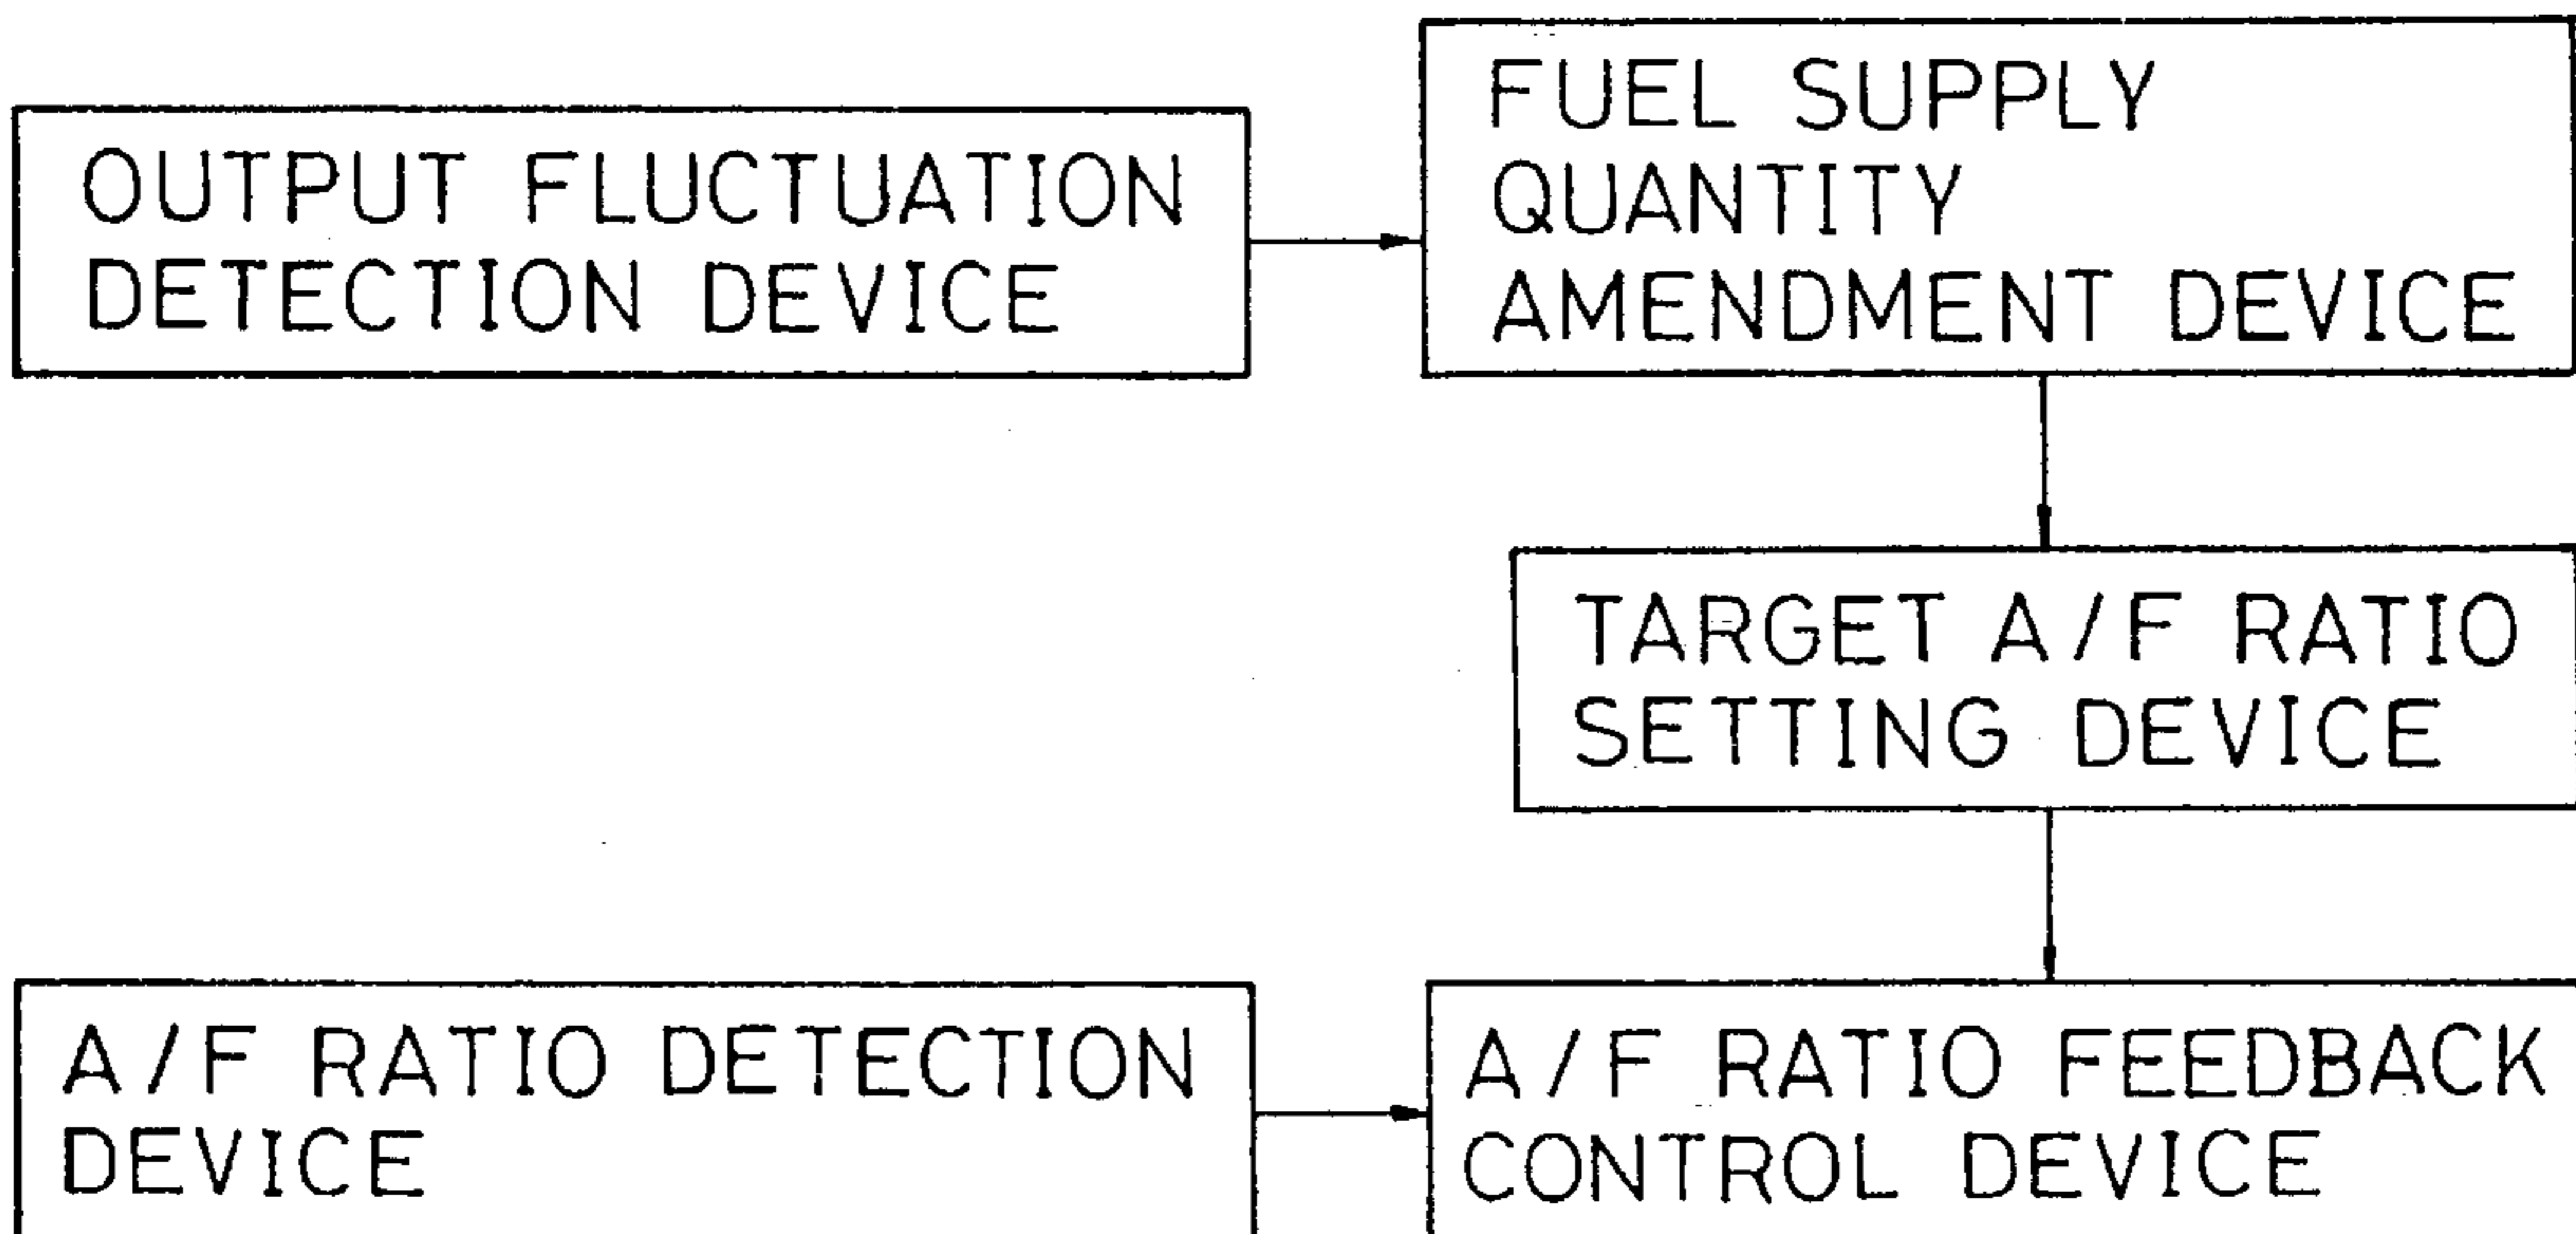 OUTPUT FLUCTUATION
DETECTION DEVICE
FUEL SUPPLY
QUANTITY
AMENDMENT DEVICE
TARGET A/F RATIO
SETTING DEVICE
A/F RATIO DETECTION
DEVICE
A/F RATIO FEEDBACK
CONTROL DEVICE